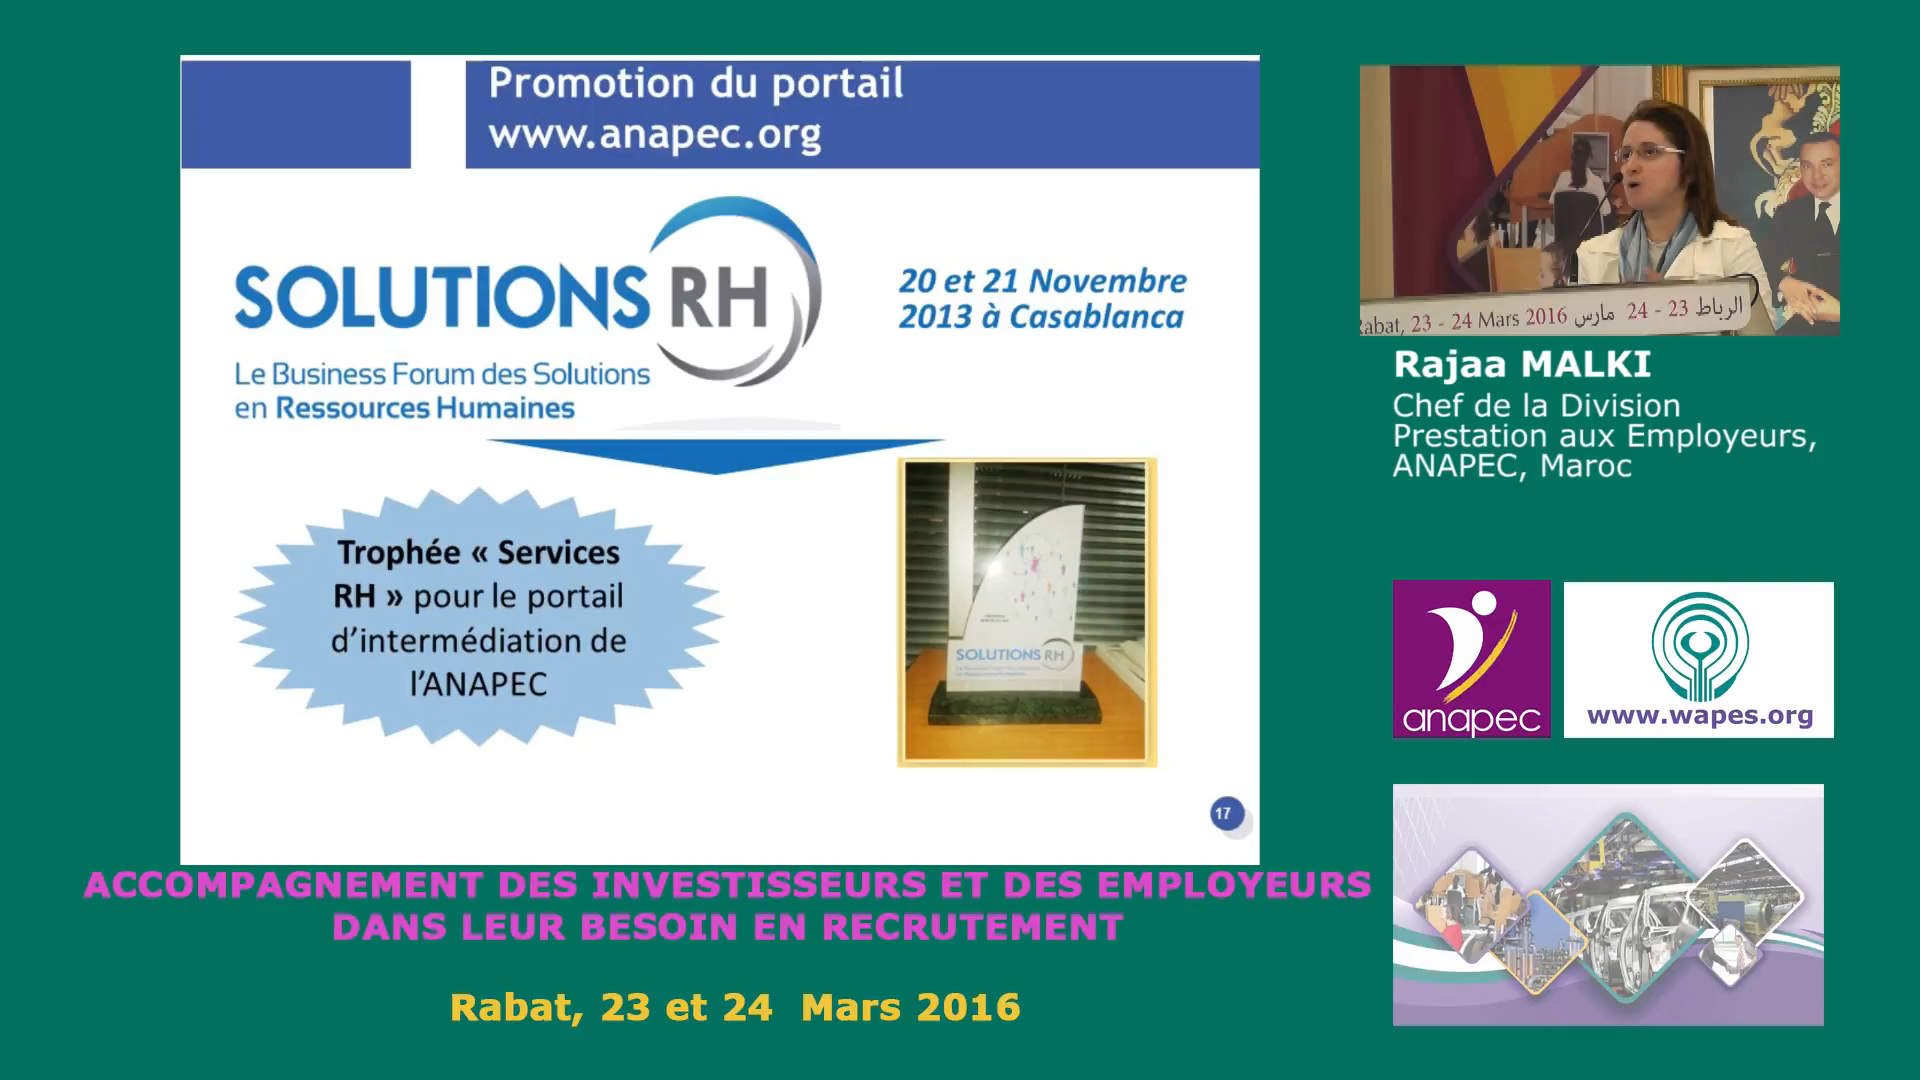 Promotion du portail
www.anapec.org
SOLUTIONS RH
Le Business Forum des Solutions
en Ressources Humaines
20 et 21 Novembre
2013 à Casablanca
Trophée « Services
RH » pour le portail
d’intermédiation de
l’ANAPEC
SOLUTIONS RH
17
abat, 23 - 24 Mars 2016 الرباط 23 - 24 مارس
Rajaa MALKI
Chef de la Division
Prestation aux Employeurs,
ANAPEC, Maroc
anapec
www.wapes.org
ACCOMPAGNEMENT DES INVESTISSEURS ET DES EMPLOYEURS
DANS LEUR BESOIN EN RECRUTEMENT
Rabat, 23 et 24 Mars 2016